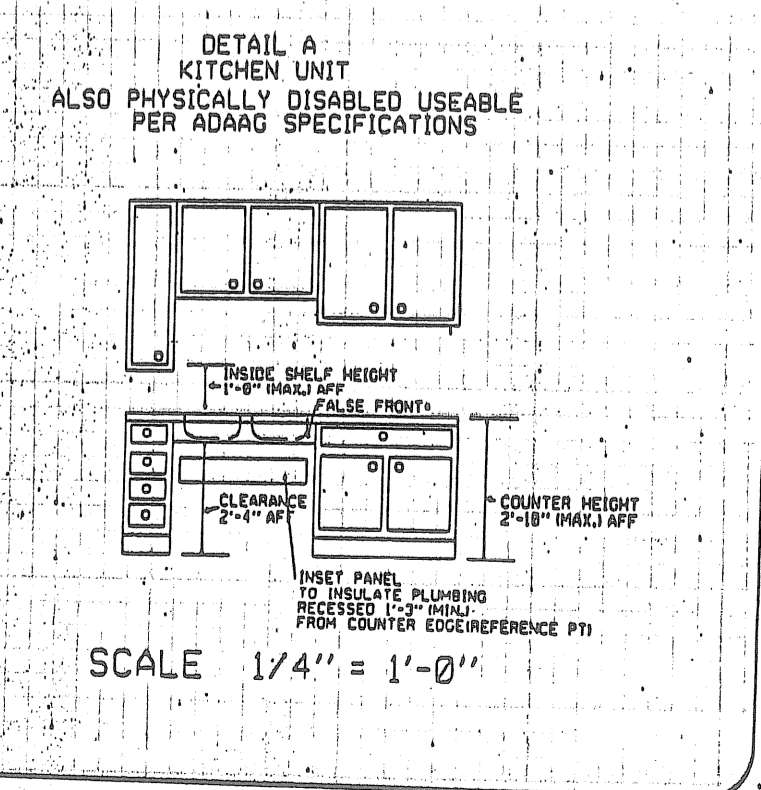 DETAIL A
KITCHEN UNIT
ALSO PHYSICALLY DISABLED USEABLE
PER ADAAG SPECIFICATIONS
INSIDE SHELF HEIGHT
1'-0" (MAX.) AFF
FALSE FRONT
CLEARANCE
2'-4" AFF
COUNTER HEIGHT
2'-10" (MAX.) AFF
INSET PANEL
TO INSULATE PLUMBING
RECESSED 1'-3" (MIN.)
FROM COUNTER EDGE(REFERENCE PT)
SCALE 1/4" = 1'-0"